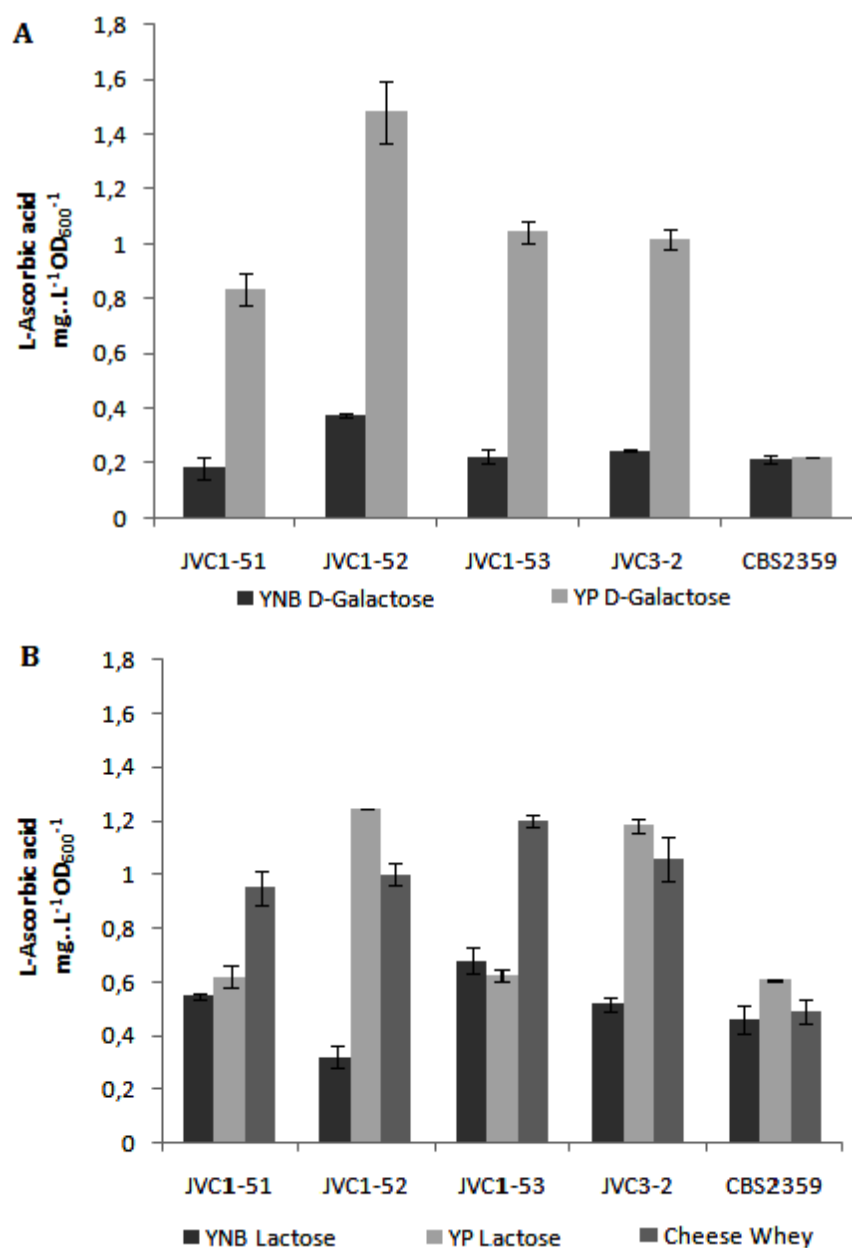 A
1,8
1,6
1,4
1,2
1
0,8
0,6
0,4
0,2
0
L-Ascorbic acid
mg..L-1OD600-1
JVC1-51 JVC1-52 JVC1-53 JVC3-2 CBS2359
YNB D-Galactose YP D-Galactose
B
1,8
1,6
1,4
1,2
1
0,8
0,6
0,4
0,2
0
L-Ascorbic acid
mg..L-1OD600-1
JVC1-51 JVC1-52 JVC1-53 JVC3-2 CBS2359
YNB Lactose YP Lactose Cheese Whey